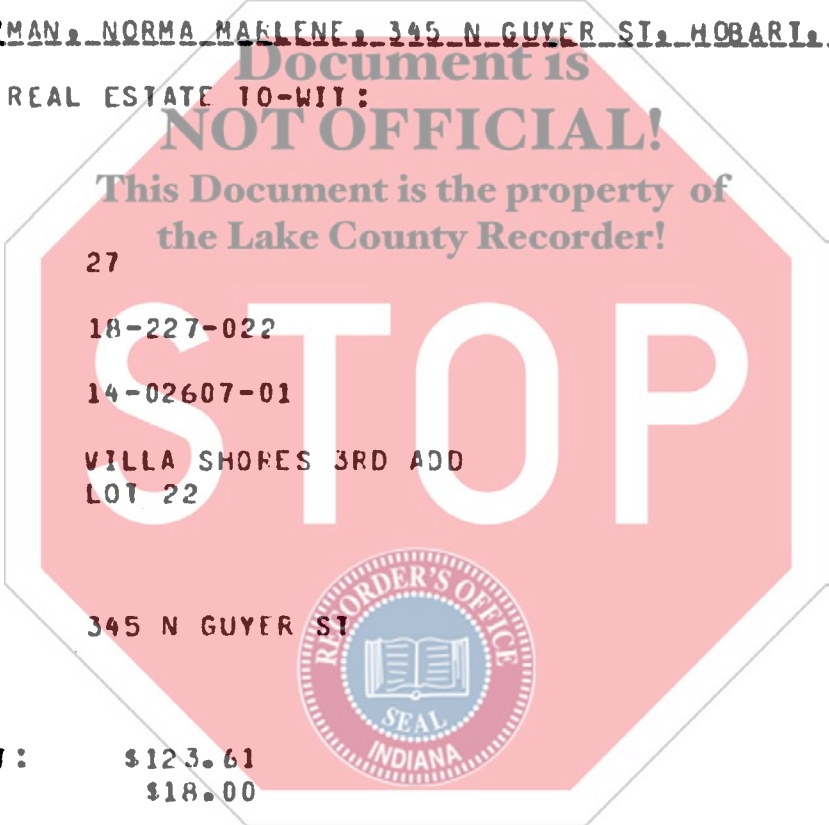 MAN, NORMA MARLENE, 345 N GUYER ST, HOBART,
Document is
REAL ESTATE TO-WIT:
NOT OFFICIAL!
This Document is the property of
the Lake County Recorder!
27
18-227-022
STOP
14-02607-01
VILLA SHORES 3RD ADD
LOT 22
RECORDER'S OFFICE
345 N GUYER ST
SEAL
INDIANA
$123.61
$18.00